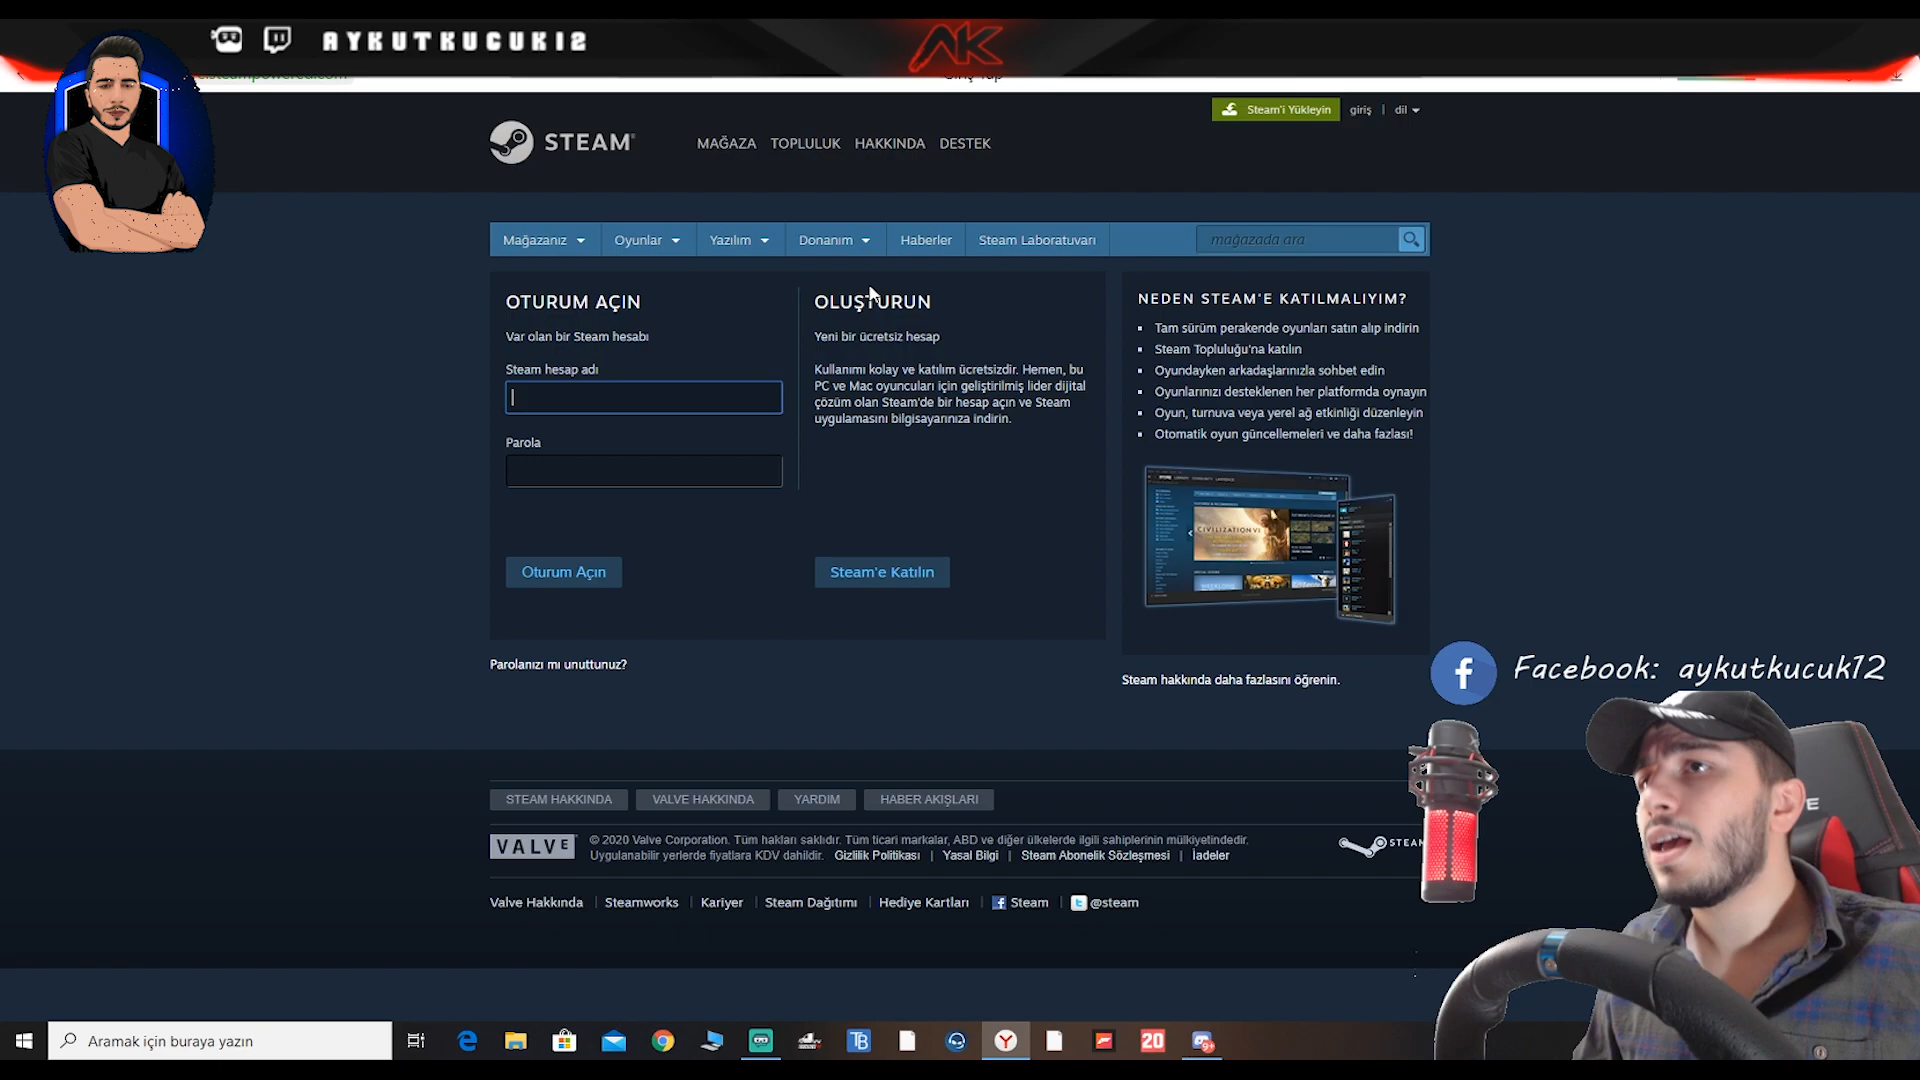 AYKUTKUCUK12
AK
Steam'i Yükleyin
giriş
dil
STEAM®
MAĞAZA
TOPLULUK
HAKKINDA
DESTEK
Mağazanız
Oyunlar
Yazılım
Donanım
Haberler
Steam Laboratuvarı
mağazada ara
OTURUM AÇIN
Var olan bir Steam hesabı
Steam hesap adı
Parola
Oturum Açın
Parolanızı mı unuttunuz?
OLUŞTURUN
Yeni bir ücretsiz hesap
Kullanımı kolay ve katılım ücretsizdir. Hemen, bu
PC ve Mac oyuncuları için geliştirilmiş lider dijital
çözüm olan Steam'de bir hesap açın ve Steam
uygulamasını bilgisayarınıza indirin.
Steam'e Katılın
NEDEN STEAM'E KATILMALIYIM?
Tam sürüm perakende oyunları satın alıp indirin
Steam Topluluğu'na katılın
Oyundayken arkadaşlarınızla sohbet edin
Oyunlarınızı desteklenen her platformda oynayın
Oyun, turnuva veya yerel ağ etkinliği düzenleyin
Otomatik oyun güncellemeleri ve daha fazlası!
CIVILIZATION VI
Steam hakkında daha fazlasını öğrenin.
Facebook: aykutkucuk12
STEAM HAKKINDA
VALVE HAKKINDA
YARDIM
HABER AKIŞLARI
VALVE
© 2020 Valve Corporation. Tüm hakları saklıdır. Tüm ticari markalar, ABD ve diğer ülkelerde ilgili sahiplerinin mülkiyetindedir.
Uygulanabilir yerlerde fiyatlara KDV dahildir. Gizlilik Politikası | Yasal Bilgi | Steam Abonelik Sözleşmesi | İadeler
STEAM
Valve Hakkında | Steamworks | Kariyer | Steam Dağıtımı | Hediye Kartları | Steam | @steam
Aramak için buraya yazın
TB
20
9+